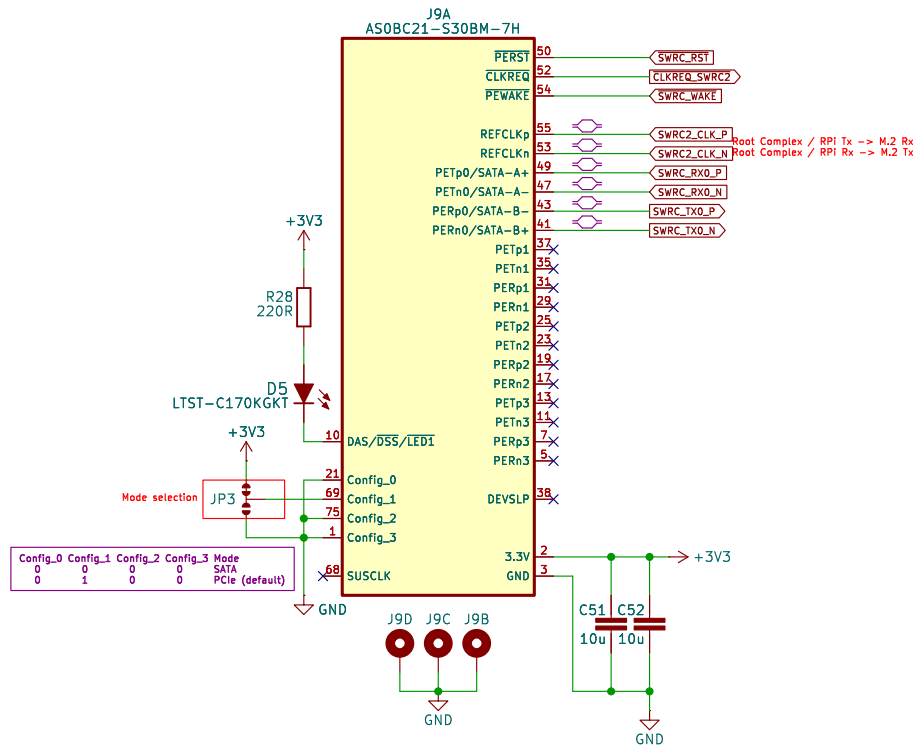 J9A
AS0BC21-S30BM-7H
PERST 50 SWRC_RST
CLKREQ 52 CLKREQ_SWRC2
PEWAKE 54 SWRC_WAKE
REFCLKp 55 SWRC2_CLK_P
Root Complex / RPi Tx -> M.2 Rx
REFCLKn 53 SWRC2_CLK_N
Root Complex / RPi Rx -> M.2 Tx
PETp0/SATA-A+ 49 SWRC_RX0_P
PETn0/SATA-A- 47 SWRC_RX0_N
PERp0/SATA-B- 43 SWRC_TX0_P
PERn0/SATA-B+ 41 SWRC_TX0_N
PETp1 37
PETn1 35
PERp1 31
PERn1 29
PETp2 25
PETn2 23
PERp2 19
PERn2 17
PETp3 13
PETn3 11
PERp3 7
PERn3 5
DEVSLP 38
3.3V 2 +3V3
GND 3
+3V3
R28
220R
D5
LTST-C170KGKT
10 DAS/DSS/LED1
+3V3
21 Config_0
Mode selection JP3 69 Config_1
75 Config_2
1 Config_3
68 SUSCLK
Config_0 Config_1 Config_2 Config_3 Mode
0 0 0 0 SATA
0 1 0 0 PCIe (default)
GND
J9D J9C J9B
GND
C51 C52
10u 10u
GND